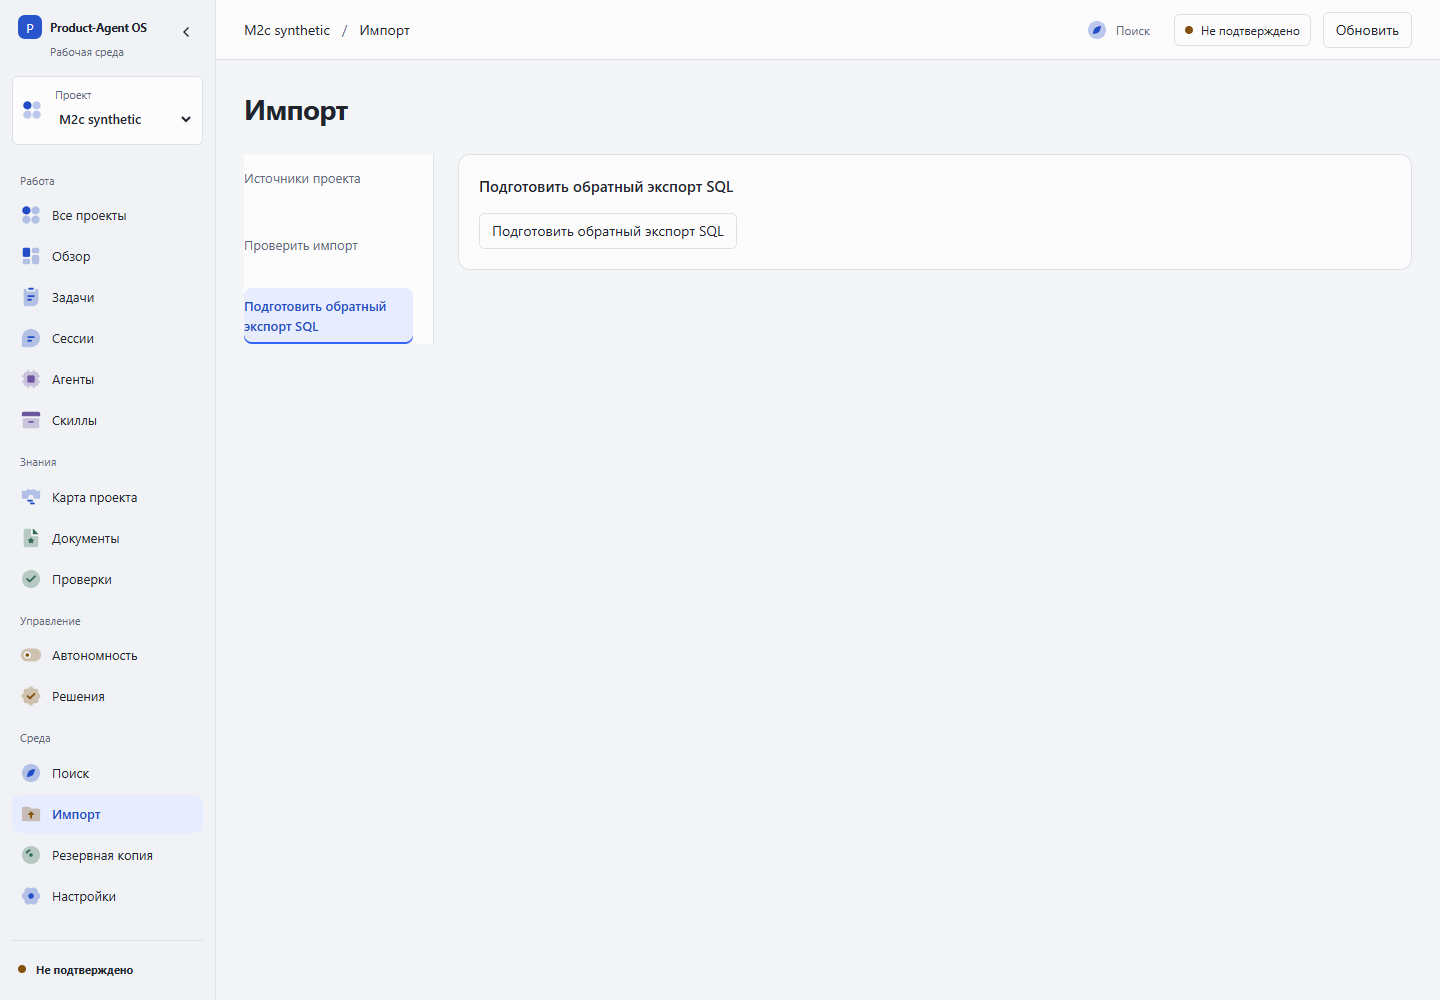 P
Product-Agent OS
Рабочая среда
Проект
M2c synthetic
Работа
Все проекты
Обзор
Задачи
Сессии
Агенты
Скиллы
Знания
Карта проекта
Документы
Проверки
Управление
Автономность
Решения
Среда
Поиск
Импорт
Резервная копия
Настройки
Не подтверждено
M2c synthetic / Импорт
Поиск
Не подтверждено
Обновить
Импорт
Источники проекта
Проверить импорт
Подготовить обратный
экспорт SQL
Подготовить обратный экспорт SQL
Подготовить обратный экспорт SQL